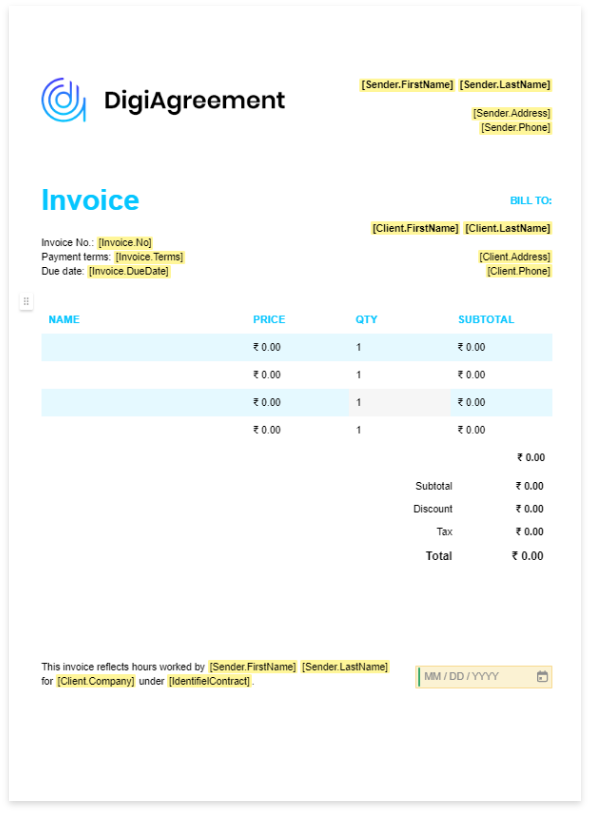 DigiAgreement
[Sender.FirstName] [Sender.LastName]
[Sender.Address]
[Sender.Phone]
Invoice
BILL TO:
[Client.FirstName] [Client.LastName]
Invoice No.: [Invoice.No]
Payment terms: [Invoice.Terms]
Due date: [Invoice.DueDate]
[Client.Address]
[Client.Phone]
NAME PRICE QTY SUBTOTAL
₹ 0.00 1 ₹ 0.00
₹ 0.00 1 ₹ 0.00
₹ 0.00 1 ₹ 0.00
₹ 0.00 1 ₹ 0.00
₹ 0.00
Subtotal ₹ 0.00
Discount ₹ 0.00
Tax ₹ 0.00
Total ₹ 0.00
This invoice reflects hours worked by [Sender.FirstName] [Sender.LastName]
for [Client.Company] under [IdentifielContract].
MM / DD / YYYY